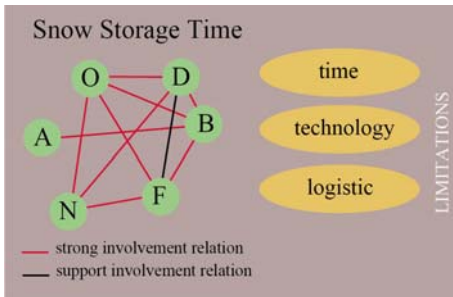 Snow Storage Time
O
D
B
A
N
F
time
technology
logistic
LIMITATIONS
strong involvement relation
support involvement relation